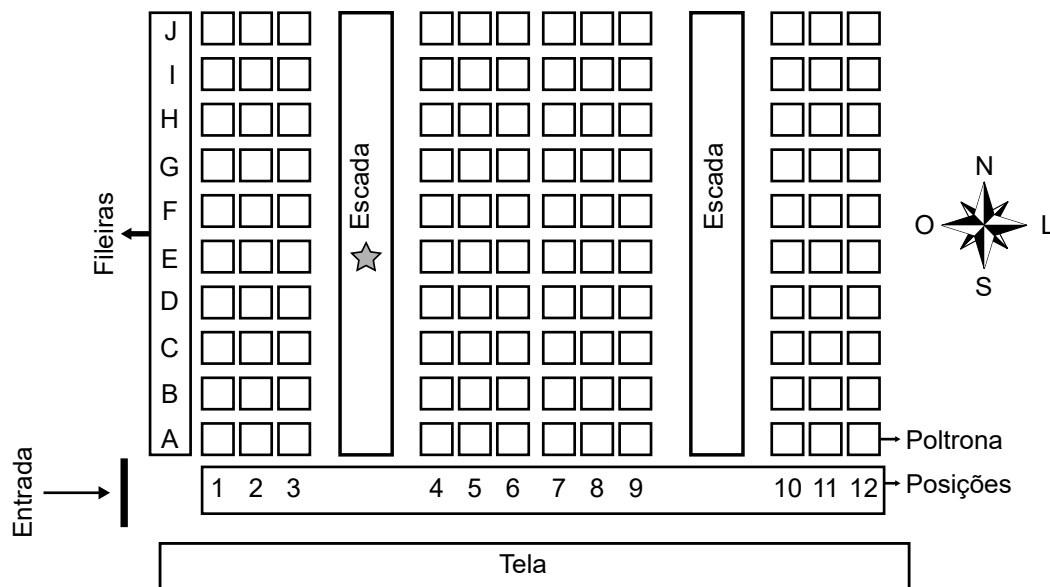 J
I
H
G
F
E
D
C
B
A
Fileiras
Escada
Escada
N
O
L
S
Poltrona
1 2 3 4 5 6 7 8 9 10 11 12
Posições
Entrada
Tela